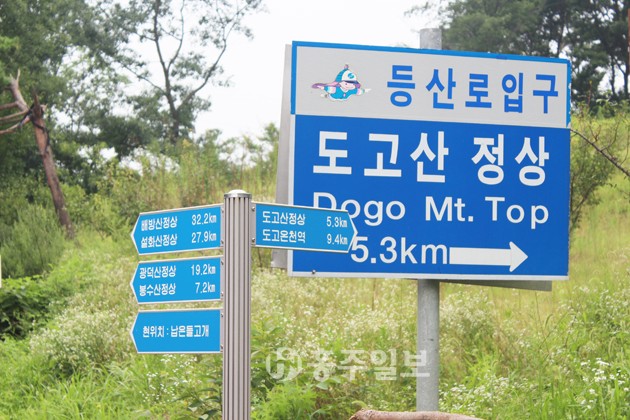 등산로입구
도고산 정상
Dogo Mt. Top
5.3km
배방산정상 32.2km
설화산정상 27.9km
도고산정상 5.3km
도고온천역 9.4km
광덕산정상 19.2km
봉수산정상 7.2km
현위치 : 납은들고개
중주일보